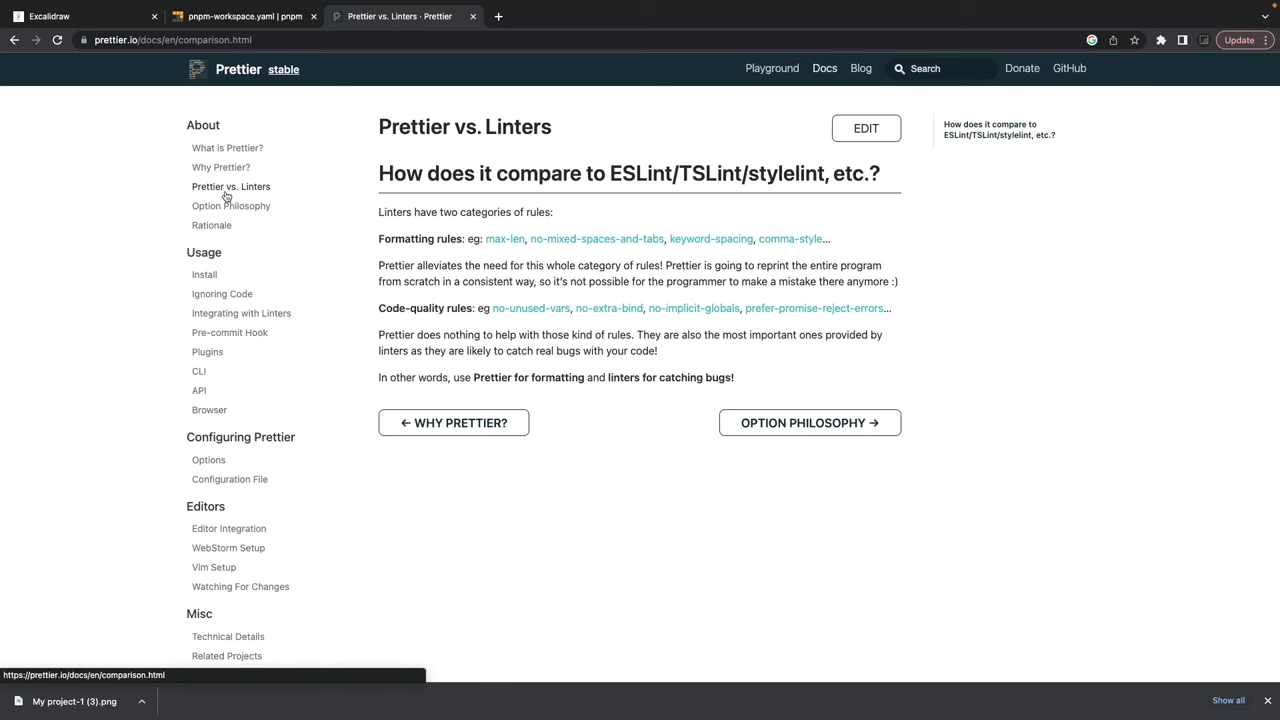 Excalidraw
pnpm-workspace.yaml | pnpm
Prettier vs. Linters · Prettier
prettier.io/docs/en/comparison.html
Update
Prettier stable
Playground
Docs
Blog
Search
Donate
GitHub
About
What is Prettier?
Why Prettier?
Prettier vs. Linters
Option Philosophy
Rationale
Usage
Install
Ignoring Code
Integrating with Linters
Pre-commit Hook
Plugins
CLI
API
Browser
Configuring Prettier
Options
Configuration File
Editors
Editor Integration
WebStorm Setup
Vim Setup
Watching For Changes
Misc
Technical Details
Related Projects
Prettier vs. Linters
EDIT
How does it compare to ESLint/TSLint/stylelint, etc.?
Linters have two categories of rules:
Formatting rules: eg: max-len, no-mixed-spaces-and-tabs, keyword-spacing, comma-style...
Prettier alleviates the need for this whole category of rules! Prettier is going to reprint the entire program
from scratch in a consistent way, so it's not possible for the programmer to make a mistake there anymore :)
Code-quality rules: eg no-unused-vars, no-extra-bind, no-implicit-globals, prefer-promise-reject-errors...
Prettier does nothing to help with those kind of rules. They are also the most important ones provided by
linters as they are likely to catch real bugs with your code!
In other words, use Prettier for formatting and linters for catching bugs!
← WHY PRETTIER?
OPTION PHILOSOPHY →
How does it compare to
ESLint/TSLint/stylelint, etc.?
https://prettier.io/docs/en/comparison.html
My project-1 (3).png
Show all